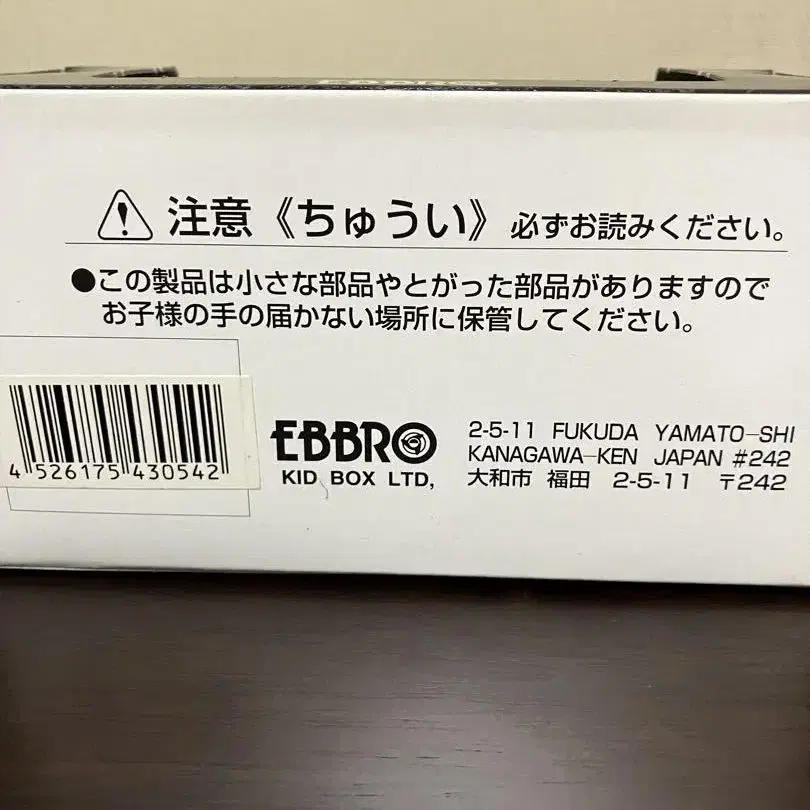 EBBRO
注意《ちゅうい》必ずお読みください。
●この製品は小さな部品やとがった部品がありますので
お子様の手の届かない場所に保管してください。
4 526175 430542
EBBRO
KID BOX LTD,
2-5-11 FUKUDA YAMATO-SHI
KANAGAWA-KEN JAPAN #242
大和市 福田 2-5-11 〒242